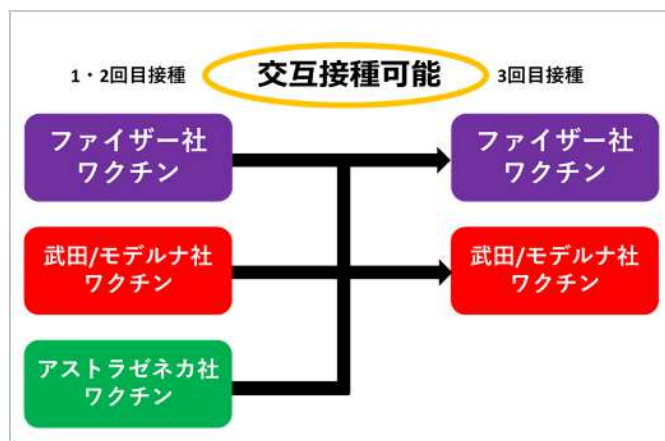 1・2回目接種
交互接種可能
3回目接種
ファイザー社
ワクチン
ファイザー社
ワクチン
武田/モデルナ社
ワクチン
武田/モデルナ社
ワクチン
アストラゼネカ社
ワクチン